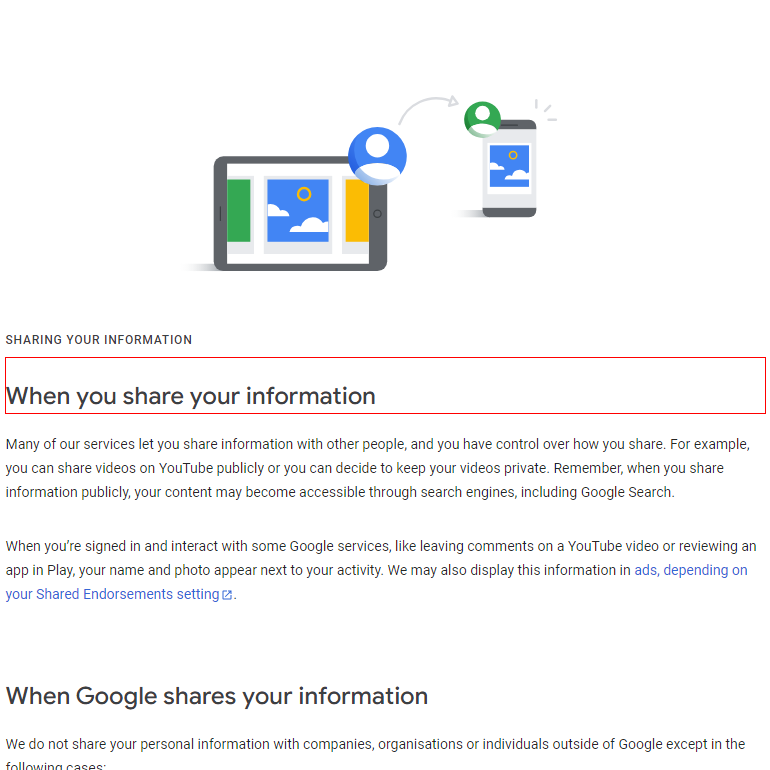 SHARING YOUR INFORMATION
When you share your information
Many of our services let you share information with other people, and you have control over how you share. For example,
you can share videos on YouTube publicly or you can decide to keep your videos private. Remember, when you share
information publicly, your content may become accessible through search engines, including Google Search.
When you’re signed in and interact with some Google services, like leaving comments on a YouTube video or reviewing an
app in Play, your name and photo appear next to your activity. We may also display this information in ads, depending on
your Shared Endorsements setting.
When Google shares your information
We do not share your personal information with companies, organisations or individuals outside of Google except in the
following cases: